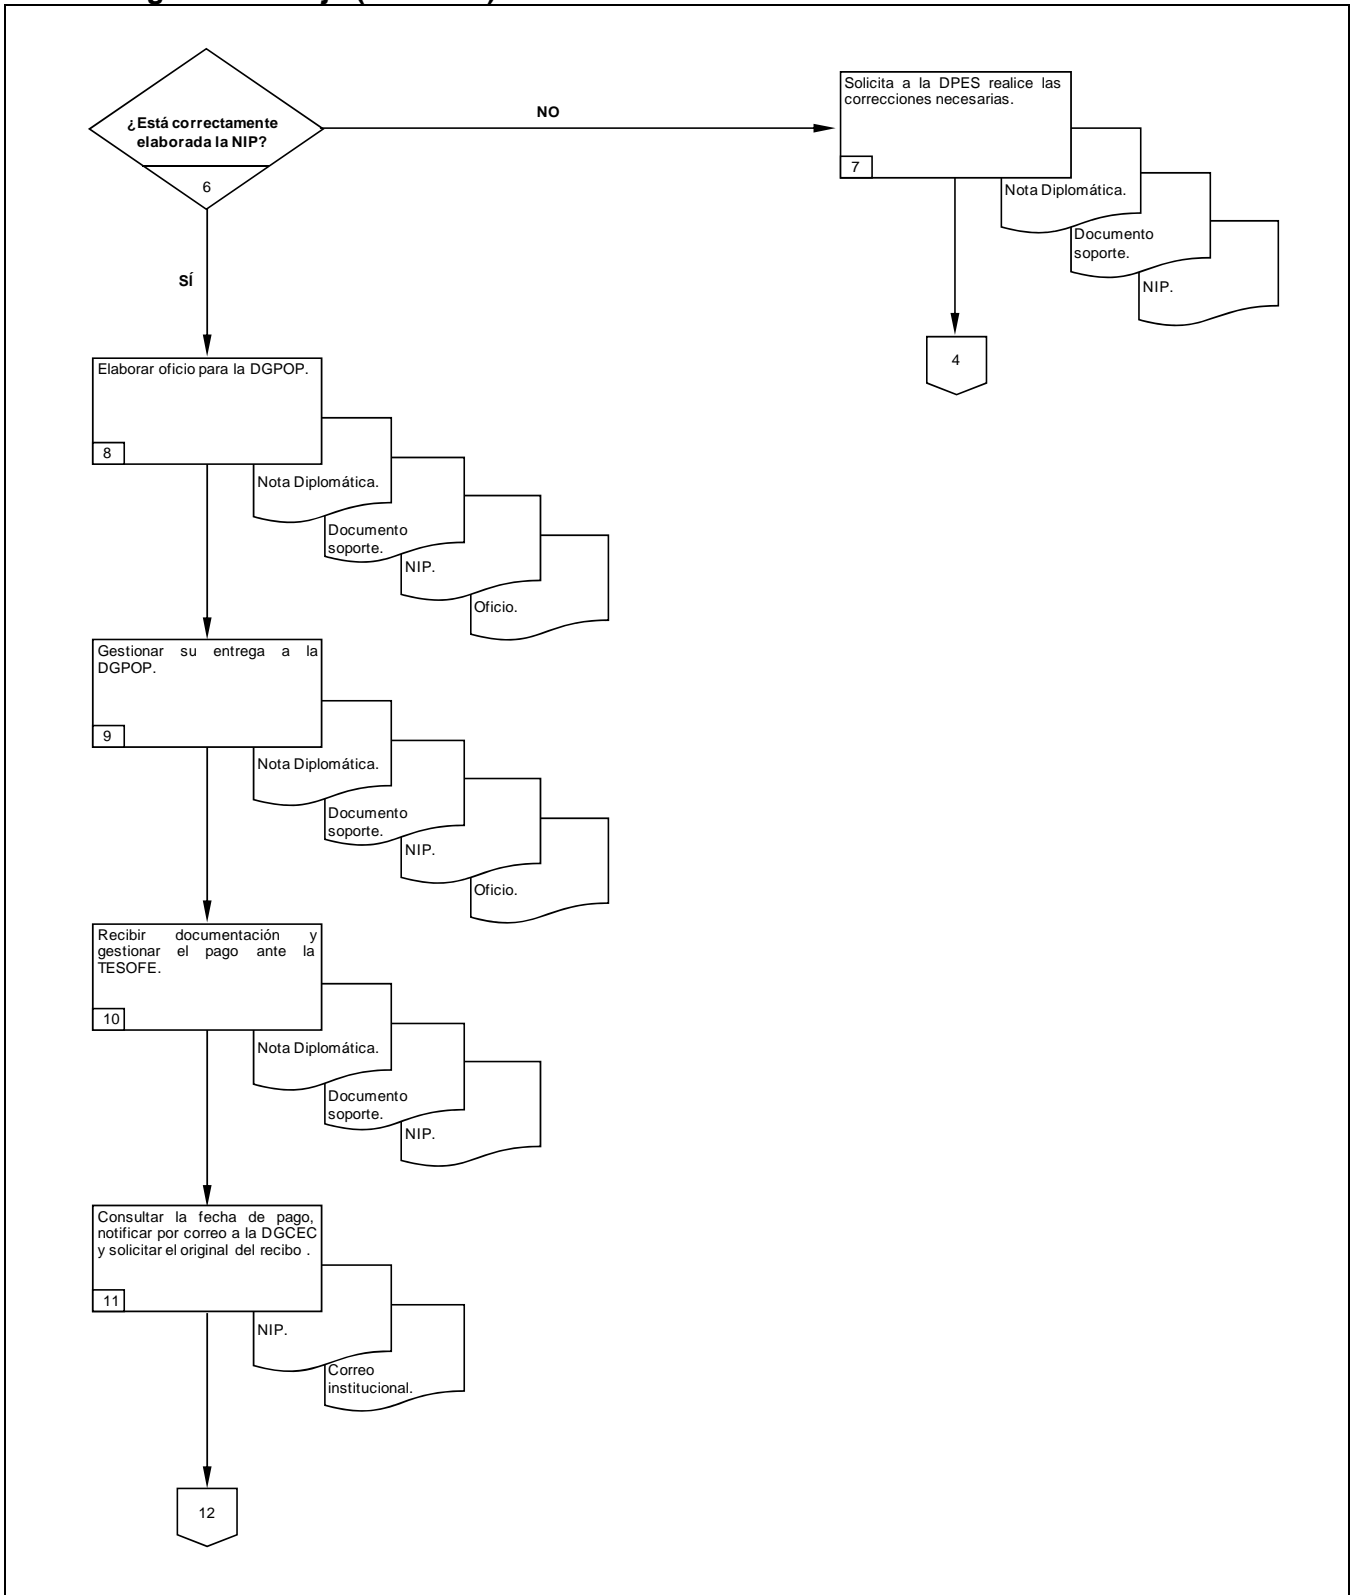 ¿Está correctamente
elaborada la NIP?
6
NO
Solicita a la DPES realice las
correcciones necesarias.
7
Nota Diplomática.
Documento
soporte.
NIP.
4
SÍ
Elaborar oficio para la DGPOP.
8
Nota Diplomática.
Documento
soporte.
NIP.
Oficio.
Gestionar su entrega a la
DGPOP.
9
Nota Diplomática.
Documento
soporte.
NIP.
Oficio.
Recibir documentación y
gestionar el pago ante la
TESOFE.
10
Nota Diplomática.
Documento
soporte.
NIP.
Consultar la fecha de pago,
notificar por correo a la DGCEC
y solicitar el original del recibo .
11
NIP.
Correo
institucional.
12